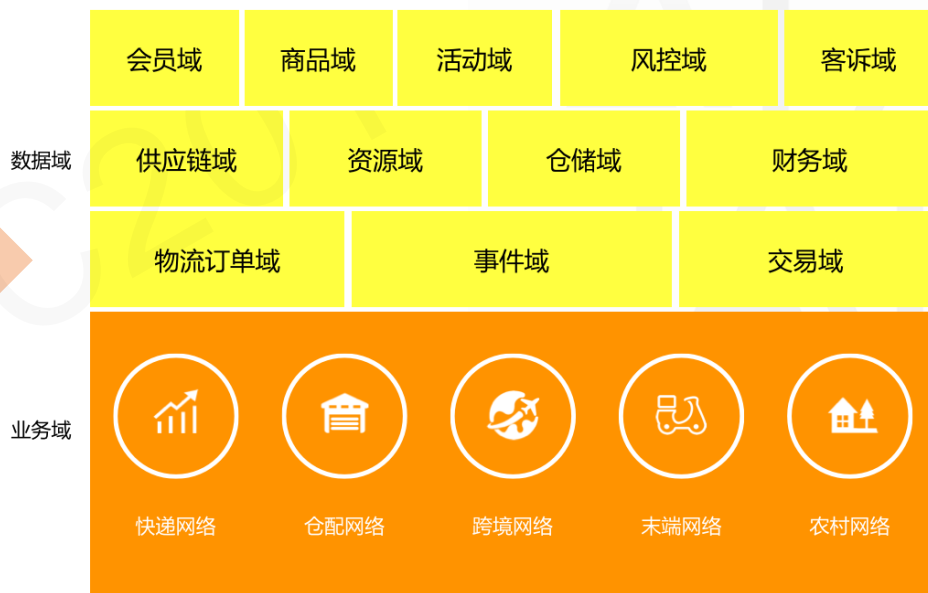 会员域 商品域 活动域 风控域 客诉域
数据域 供应链域 资源域 仓储域 财务域
物流订单域 事件域 交易域
业务域
快递网络 仓配网络 跨境网络 末端网络 农村网络